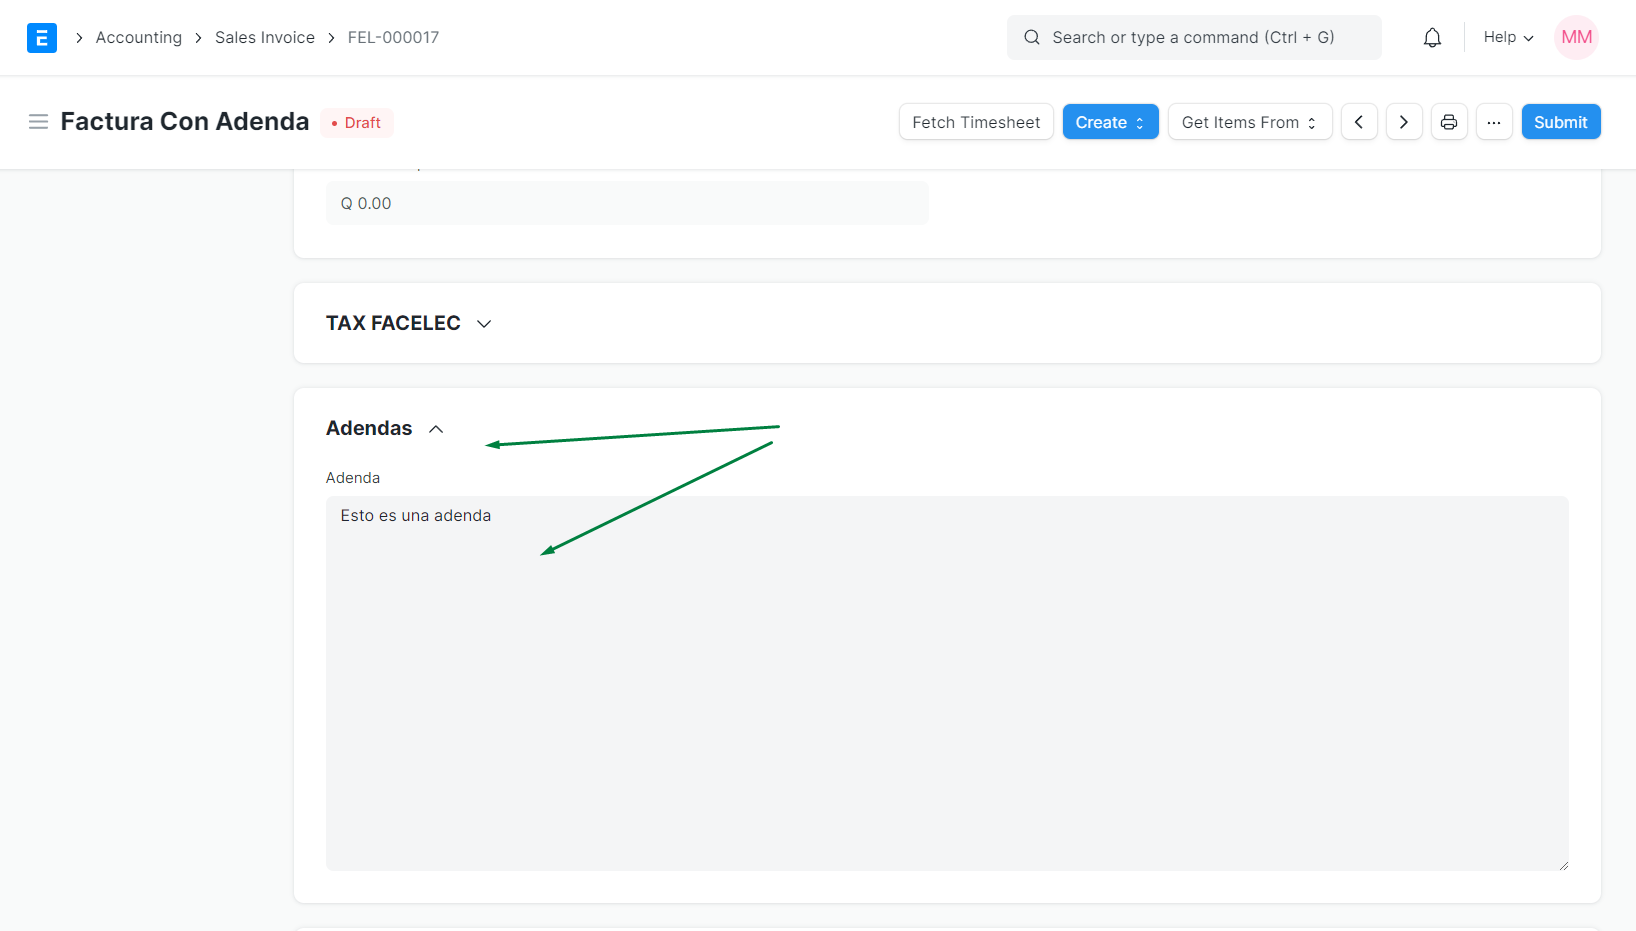 E
Accounting
Sales Invoice
FEL-000017
Search or type a command (Ctrl + G)
Help
MM
Factura Con Adenda
Draft
Fetch Timesheet
Create
Get Items From
...
Submit
Q 0.00
TAX FACELEC
Adendas
Adenda
Esto es una adenda